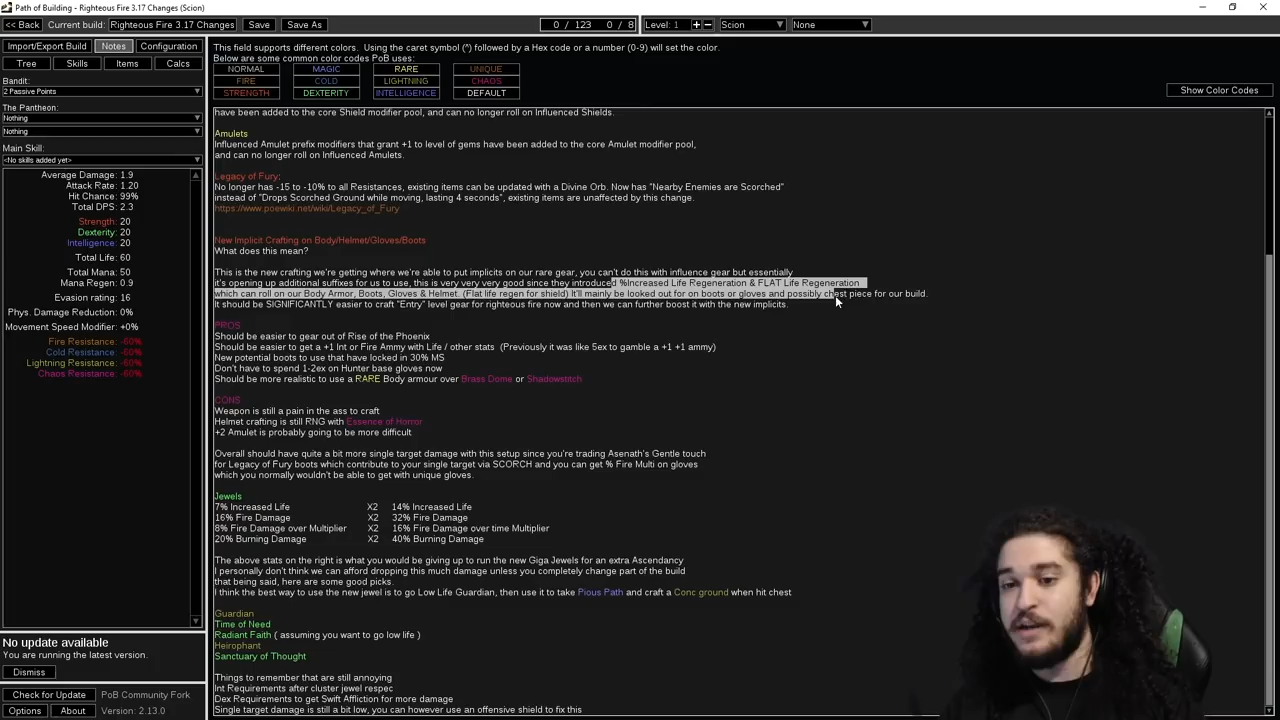 Path of Building - Righteous Fire 3.17 Changes (Scion)
<< Back Current build: Righteous Fire 3.17 Changes (Scion) Save Save As 0 / 123 0 / 8 Level: 1 + - Scion None
Import/Export Build Notes Configuration
Tree Skills Items Calcs
Bandit:
2 Passive Points
The Pantheon:
Nothing
Nothing
Main Skill:
<No skills added yet>
Average Damage: 1.9
Attack Rate: 1.20
Hit Chance: 99%
Total DPS: 2.3
Strength: 20
Dexterity: 20
Intelligence: 20
Total Life: 60
Total Mana: 50
Mana Regen: 0.9
Evasion rating: 16
Phys. Damage Reduction: 0%
Movement Speed Modifier: +0%
Fire Resistance: -60%
Cold Resistance: -60%
Lightning Resistance: -60%
Chaos Resistance: -60%
No update available
You are running the latest version.
Dismiss
Check for Update PoB Community Fork
Options About Version: 2.13.0
This field supports different colors. Using the caret symbol (^) followed by a Hex code or a number (0-9) will set the color.
Below are some common color codes PoB uses:
NORMAL MAGIC RARE UNIQUE
FIRE COLD LIGHTNING CHAOS
STRENGTH DEXTERITY INTELLIGENCE DEFAULT
Show Color Codes
have been added to the core Shield modifier pool, and can no longer roll on Influenced Shields.
Amulets
Influenced Amulet prefix modifiers that grant +1 to level of gems have been added to the core Amulet modifier pool,
and can no longer roll on Influenced Amulets.
Legacy of Fury:
No longer has -15 to -10% to all Resistances, existing items can be updated with a Divine Orb. Now has "Nearby Enemies are Scorched"
instead of "Drops Scorched Ground while moving, lasting 4 seconds", existing items are unaffected by this change.
https://www.poewiki.net/wiki/Legacy_of_Fury
New Implicit Crafting on Body/Helmet/Gloves/Boots
What does this mean?
This is the new crafting we're getting where we're able to put implicits on our rare gear, you can't do this with influence gear but essentially
it's opening up additional suffixes for us to use, this is very very very good since they introduced %Increased Life Regeneration & FLAT Life Regeneration
which can roll on our Body Armor, Boots, Gloves & Helmet. (Flat life regen for shield) It'll mainly be looked out for on boots or gloves and possibly chest piece for our build.
It should be SIGNIFICANTLY easier to craft "Entry" level gear for righteous fire now and then we can further boost it with the new implicits.
PROS
Should be easier to gear out of Rise of the Phoenix
Should be easier to get a +1 Int or Fire Ammy with Life / other stats (Previously it was like 5ex to gamble a +1 +1 ammy)
New potential boots to use that have locked in 30% MS
Don't have to spend 1-2ex on Hunter base gloves now
Should be more realistic to use a RARE Body armour over Brass Dome or Shadowstitch
CONS
Weapon is still a pain in the ass to craft
Helmet crafting is still RNG with Essence of Horror
+2 Amulet is probably going to be more difficult
Overall should have quite a bit more single target damage with this setup since you're trading Asenath's Gentle touch
for Legacy of Fury boots which contribute to your single target via SCORCH and you can get % Fire Multi on gloves
which you normally wouldn't be able to get with unique gloves.
Jewels
7% Increased Life X2 14% Increased Life
16% Fire Damage X2 32% Fire Damage
8% Fire Damage over Multiplier X2 16% Fire Damage over time Multiplier
20% Burning Damage X2 40% Burning Damage
The above stats on the right is what you would be giving up to run the new Giga Jewels for an extra Ascendancy
I personally don't think we can afford dropping this much damage unless you completely change part of the build
that being said, here are some good picks.
I think the best way to use the new jewel is to go Low Life Guardian, then use it to take Pious Path and craft a Conc ground when hit chest
Guardian
Time of Need
Radiant Faith ( assuming you want to go low life )
Heirophant
Sanctuary of Thought
Things to remember that are still annoying
Int Requirements after cluster jewel respec
Dex Requirements to get Swift Affliction for more damage
Single target damage is still a bit low, you can however use an offensive shield to fix this